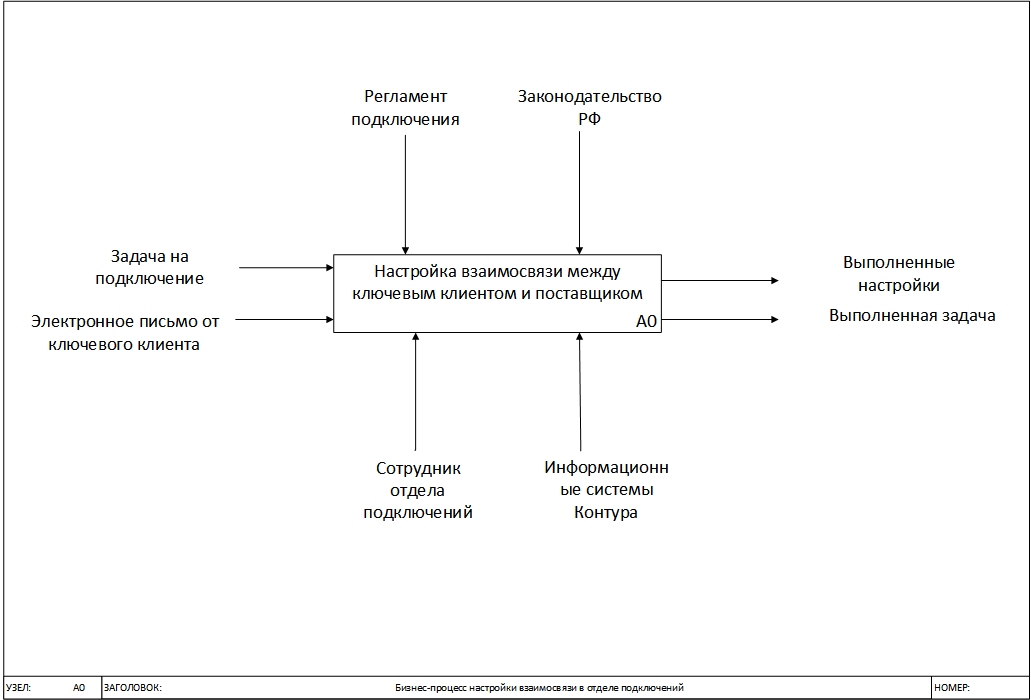 Регламент
подключения
Законодательство
РФ
Задача на
подключение
Электронное письмо от
ключевого клиента
Настройка взаимосвязи между
ключевым клиентом и поставщиком
A0
Выполненные
настройки
Выполненная задача
Сотрудник
отдела
подключений
Информационн
ые системы
Контура
УЗЕЛ: A0 ЗАГОЛОВОК: Бизнес-процесс настройки взаимосвязи в отделе подключений НОМЕР: